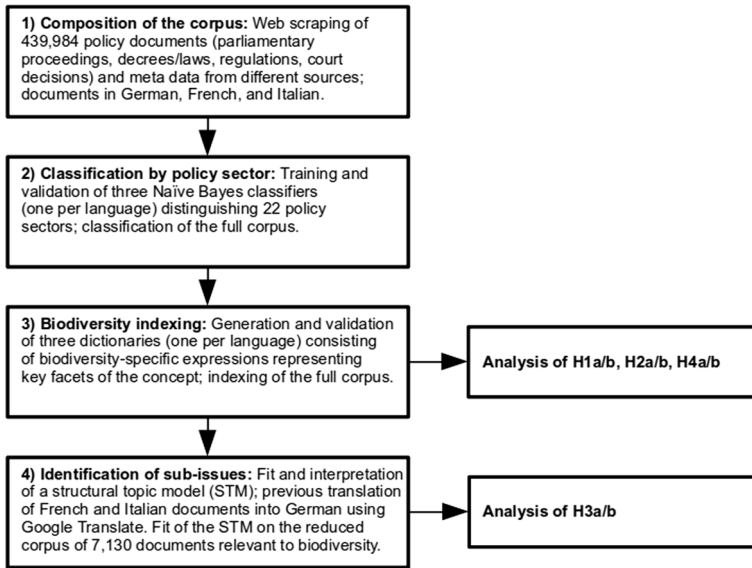 1) Composition of the corpus: Web scraping of
439,984 policy documents (parliamentary
proceedings, decrees/laws, regulations, court
decisions) and meta data from different sources;
documents in German, French, and Italian.
2) Classification by policy sector: Training and
validation of three Naïve Bayes classifiers
(one per language) distinguishing 22 policy
sectors; classification of the full corpus.
3) Biodiversity indexing: Generation and validation
of three dictionaries (one per language) consisting
of biodiversity-specific expressions representing
key facets of the concept; indexing of the full corpus.
Analysis of H1a/b, H2a/b, H4a/b
4) Identification of sub-issues: Fit and interpretation
of a structural topic model (STM); previous translation
of French and Italian documents into German using
Google Translate. Fit of the STM on the reduced
corpus of 7,130 documents relevant to biodiversity.
Analysis of H3a/b